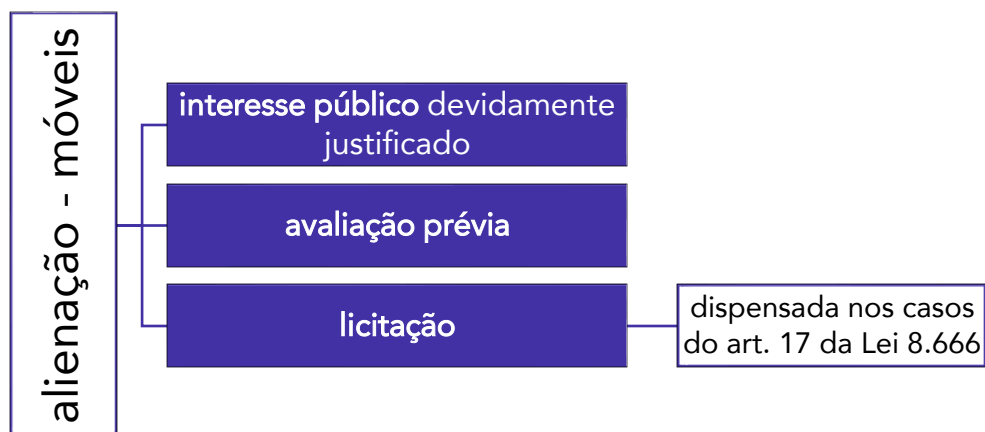 alienação - móveis
interesse público devidamente
justificado
avaliação prévia
licitação
dispensada nos casos
do art. 17 da Lei 8.666